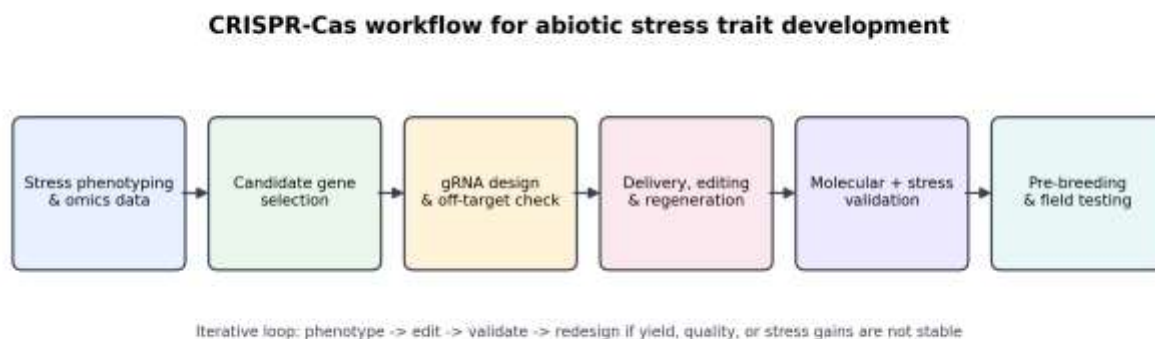 CRISPR-Cas workflow for abiotic stress trait development
Stress phenotyping
& omics data
Candidate gene
selection
gRNA design
& off-target check
Delivery, editing
& regeneration
Molecular + stress
validation
Pre-breeding
& field testing
Iterative loop: phenotype -> edit -> validate -> redesign if yield, quality, or stress gains are not stable